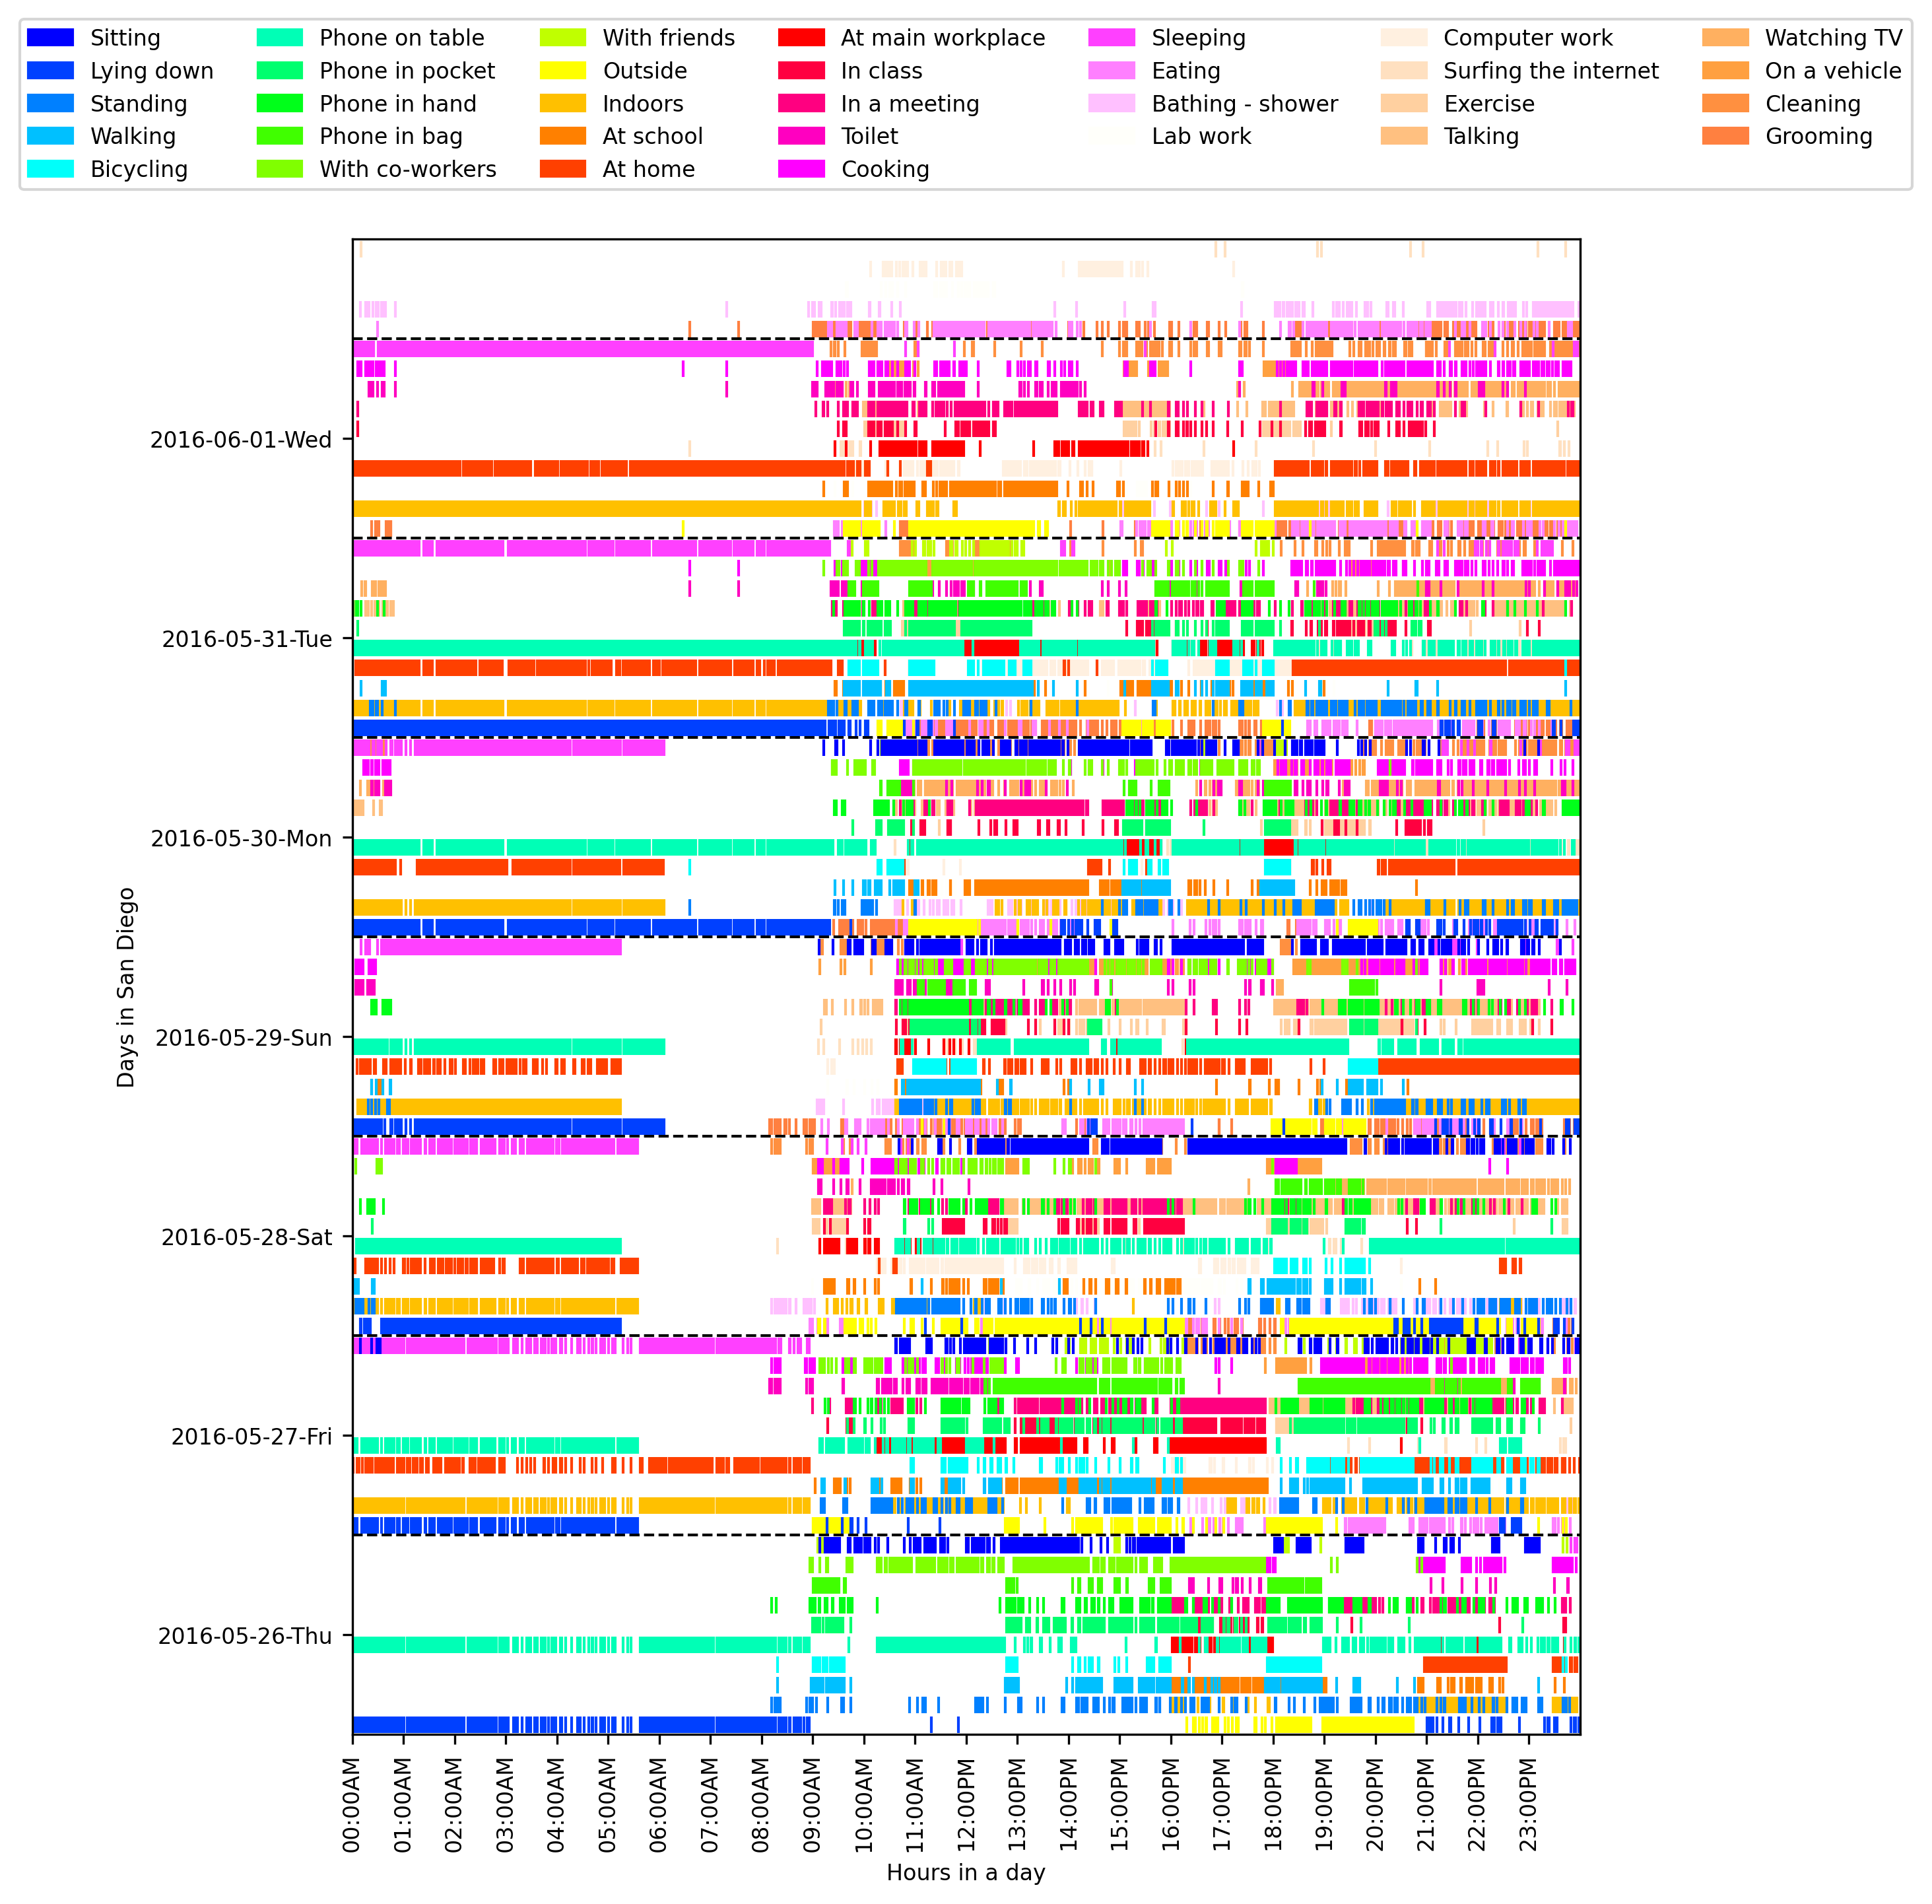 Sitting
Lying down
Standing
Walking
Bicycling
Phone on table
Phone in pocket
Phone in hand
Phone in bag
With co-workers
With friends
Outside
Indoors
At school
At home
At main workplace
In class
In a meeting
Toilet
Cooking
Sleeping
Eating
Bathing - shower
Lab work
Computer work
Surfing the internet
Exercise
Talking
Watching TV
On a vehicle
Cleaning
Grooming
Days in San Diego
2016-06-01-Wed
2016-05-31-Tue
2016-05-30-Mon
2016-05-29-Sun
2016-05-28-Sat
2016-05-27-Fri
2016-05-26-Thu
00:00AM
01:00AM
02:00AM
03:00AM
04:00AM
05:00AM
06:00AM
07:00AM
08:00AM
09:00AM
10:00AM
11:00AM
12:00PM
13:00PM
14:00PM
15:00PM
16:00PM
17:00PM
18:00PM
19:00PM
20:00PM
21:00PM
22:00PM
23:00PM
Hours in a day